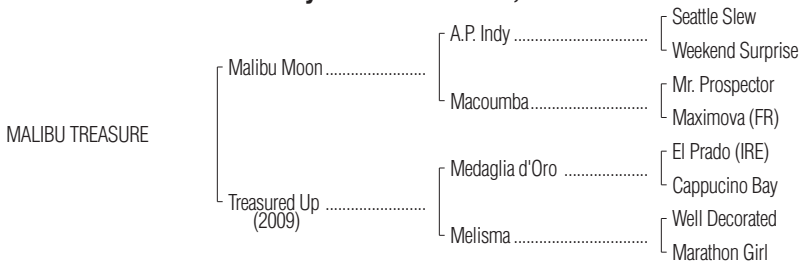 Seattle Slew
A.P. Indy ................................
Weekend Surprise
Malibu Moon ........................
Mr. Prospector
Macoumba............................
Maximova (FR)
MALIBU TREASURE
El Prado (IRE)
Medaglia d'Oro ....................
Cappucino Bay
Treasured Up ........................
(2009)
Well Decorated
Melisma ................................
Marathon Girl